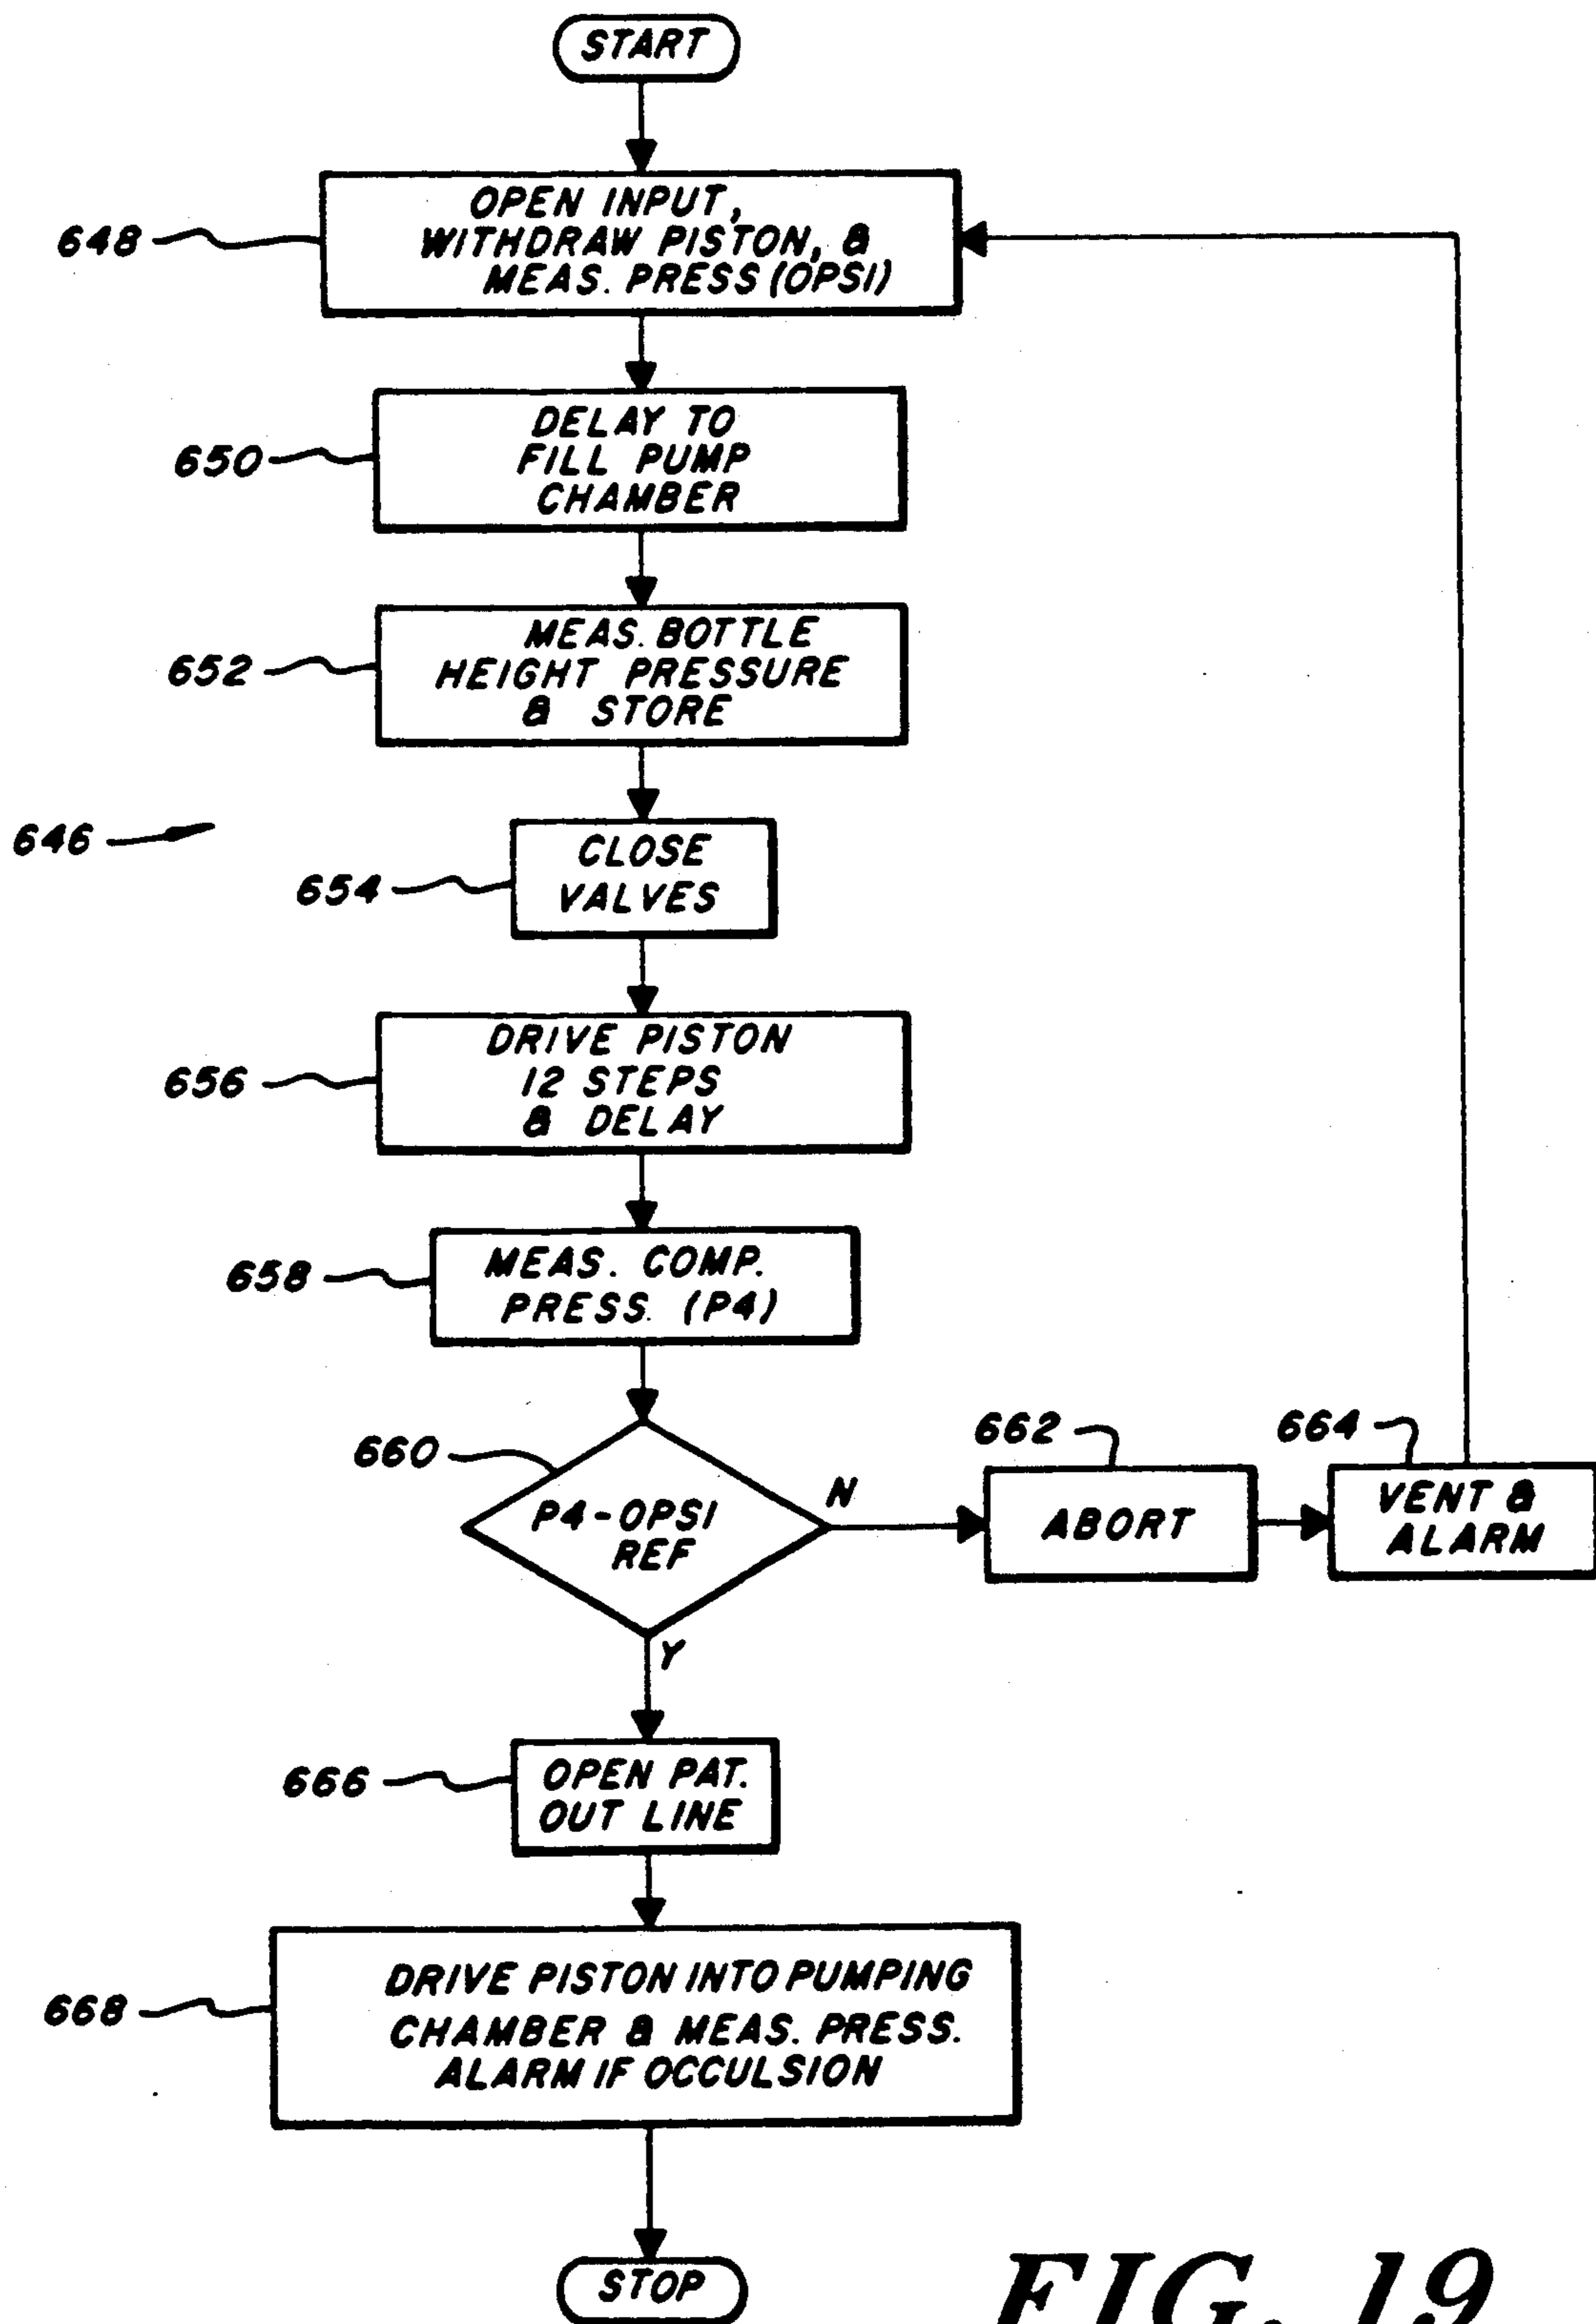 START
648
OPEN INPUT,
WITHDRAW PISTON, &
MEAS. PRESS (OPSI)
650
DELAY TO
FILL PUMP
CHAMBER
652
MEAS. BOTTLE
HEIGHT PRESSURE
& STORE
646
654
CLOSE
VALVES
656
DRIVE PISTON
12 STEPS
& DELAY
658
MEAS. COMP.
PRESS. (P4)
660
P4-OPSI
REF
N
662
ABORT
664
VENT &
ALARM
Y
666
OPEN PAT.
OUT LINE
668
DRIVE PISTON INTO PUMPING
CHAMBER & MEAS. PRESS.
ALARM IF OCCULSION
STOP
FIG. 19